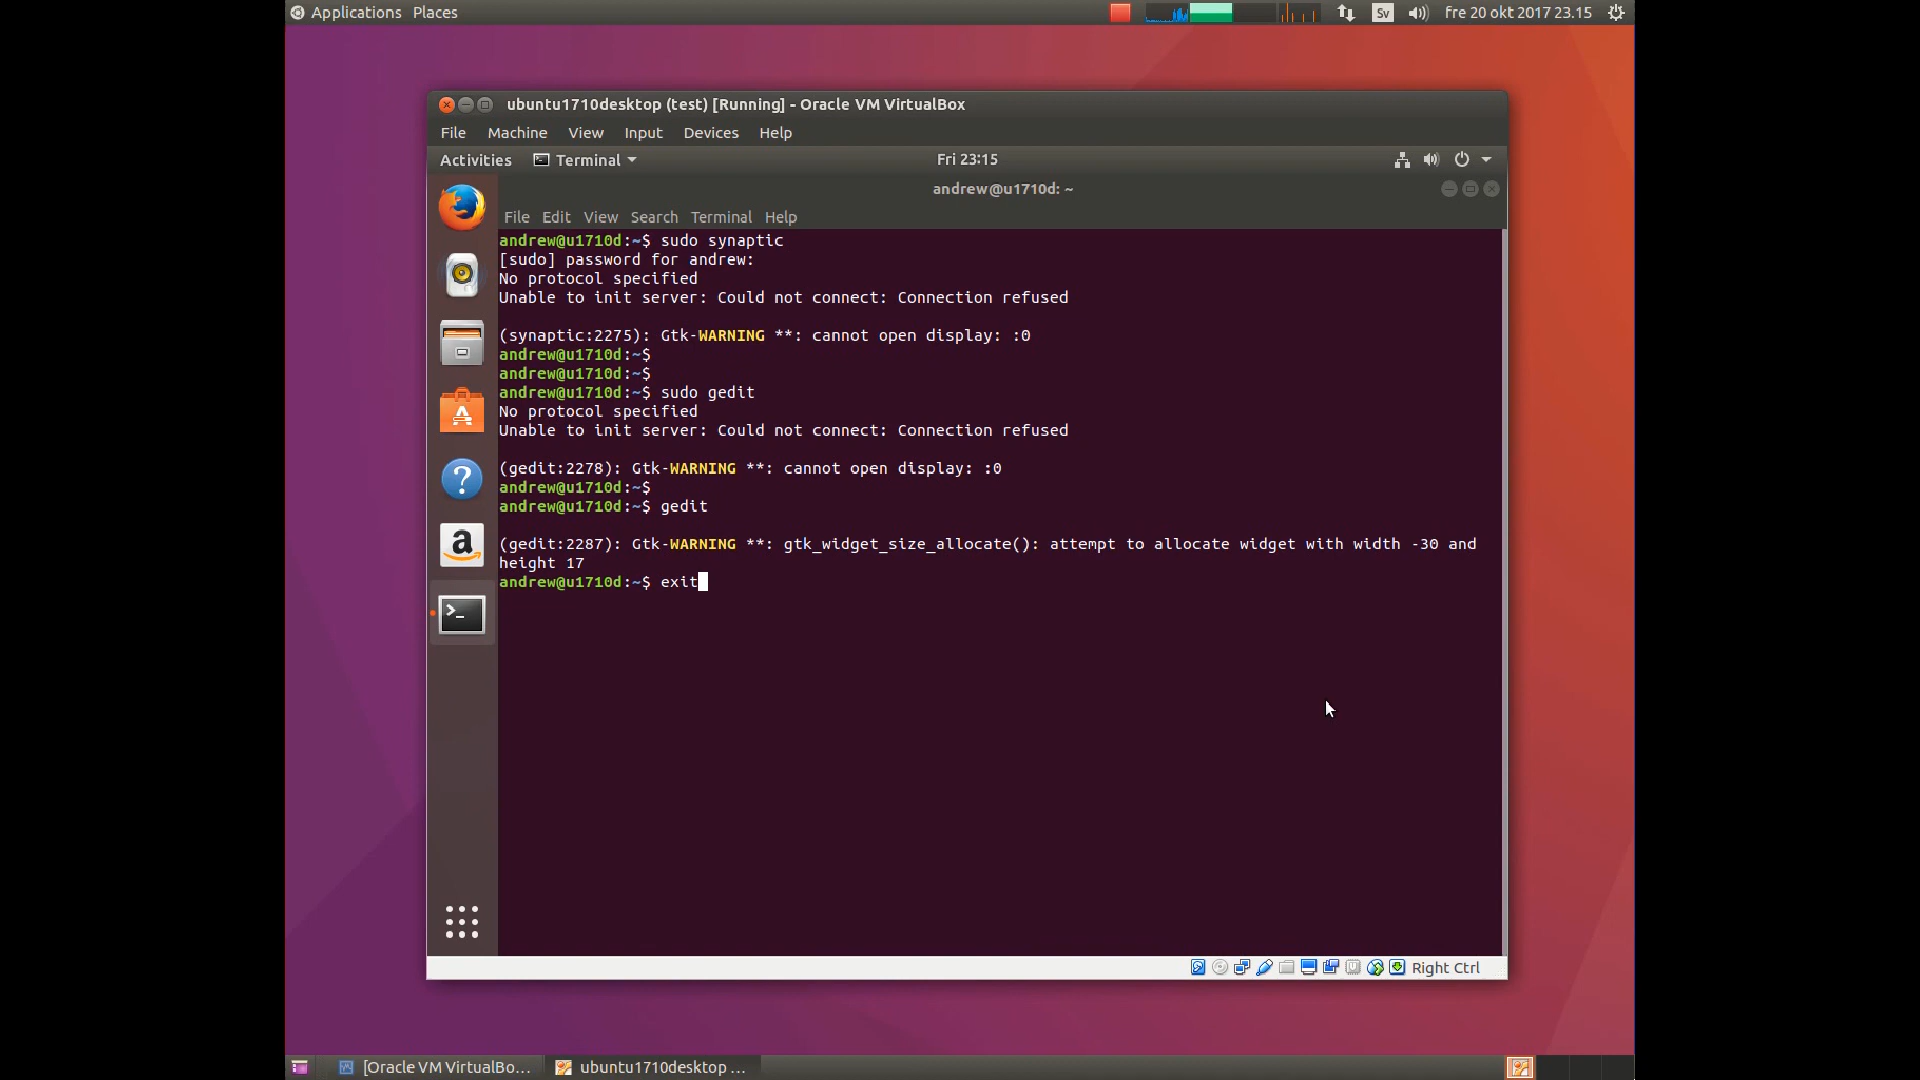 Applications Places
Sv
fre 20 okt 2017 23.15
ubuntu1710desktop (test) [Running] - Oracle VM VirtualBox
File Machine View Input Devices Help
Activities Terminal Fri 23:15
andrew@u1710d: ~
File Edit View Search Terminal Help
andrew@u1710d:~$ sudo synaptic
[sudo] password for andrew:
No protocol specified
Unable to init server: Could not connect: Connection refused
(synaptic:2275): Gtk-WARNING **: cannot open display: :0
andrew@u1710d:~$
andrew@u1710d:~$
andrew@u1710d:~$ sudo gedit
No protocol specified
Unable to init server: Could not connect: Connection refused
(gedit:2278): Gtk-WARNING **: cannot open display: :0
andrew@u1710d:~$
andrew@u1710d:~$ gedit
(gedit:2287): Gtk-WARNING **: gtk_widget_size_allocate(): attempt to allocate widget with width -30 and
height 17
andrew@u1710d:~$ exit
Right Ctrl
[Oracle VM VirtualBo... ubuntu1710desktop ...